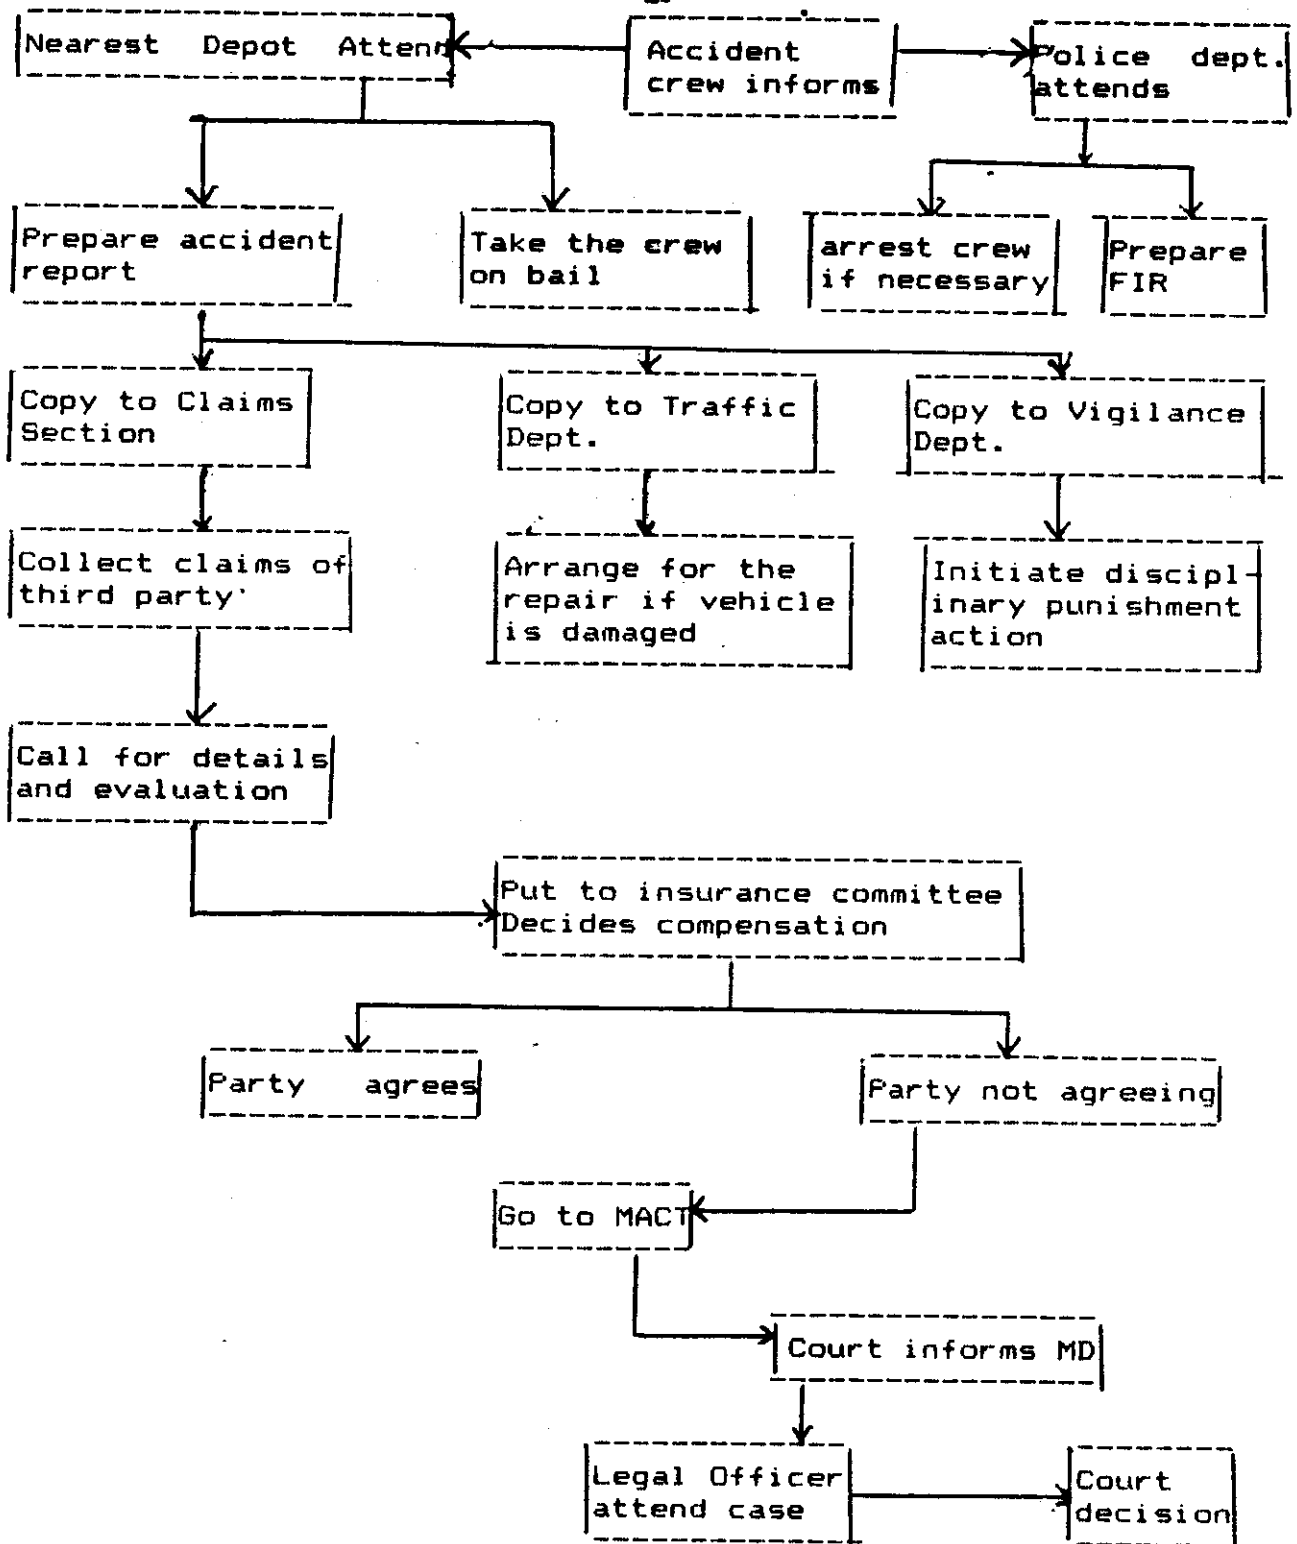 Nearest Depot Attend
Accident
crew informs
Police dept.
attends
Prepare accident
report
Take the crew
on bail
arrest crew
if necessary
Prepare
FIR
Copy to Claims
Section
Copy to Traffic
Dept.
Copy to Vigilance
Dept.
Collect claims of
third party
Arrange for the
repair if vehicle
is damaged
Initiate discipl-
inary punishment
action
Call for details
and evaluation
Put to insurance committee
Decides compensation
Party agrees
Party not agreeing
Go to MACT
Court informs MD
Legal Officer
attend case
Court
decision